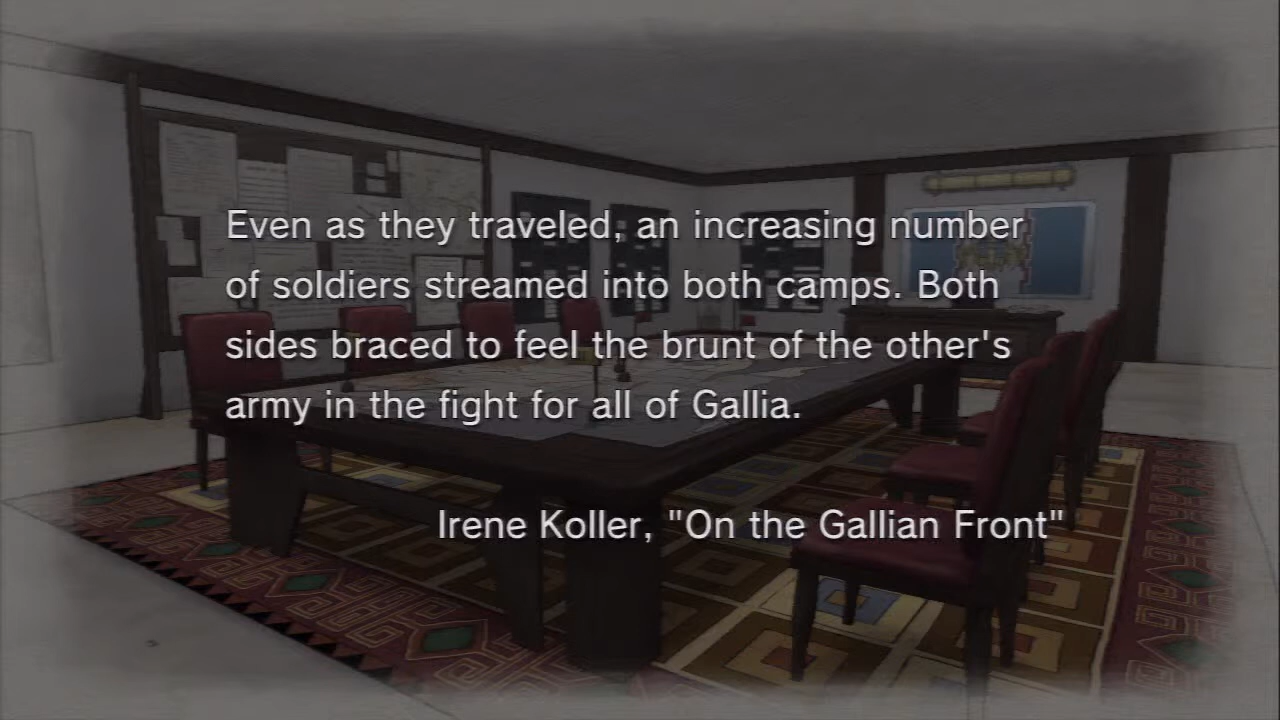 Even as they traveled, an increasing number
of soldiers streamed into both camps. Both
sides braced to feel the brunt of the other's
army in the fight for all of Gallia.
Irene Koller, "On the Gallian Front"